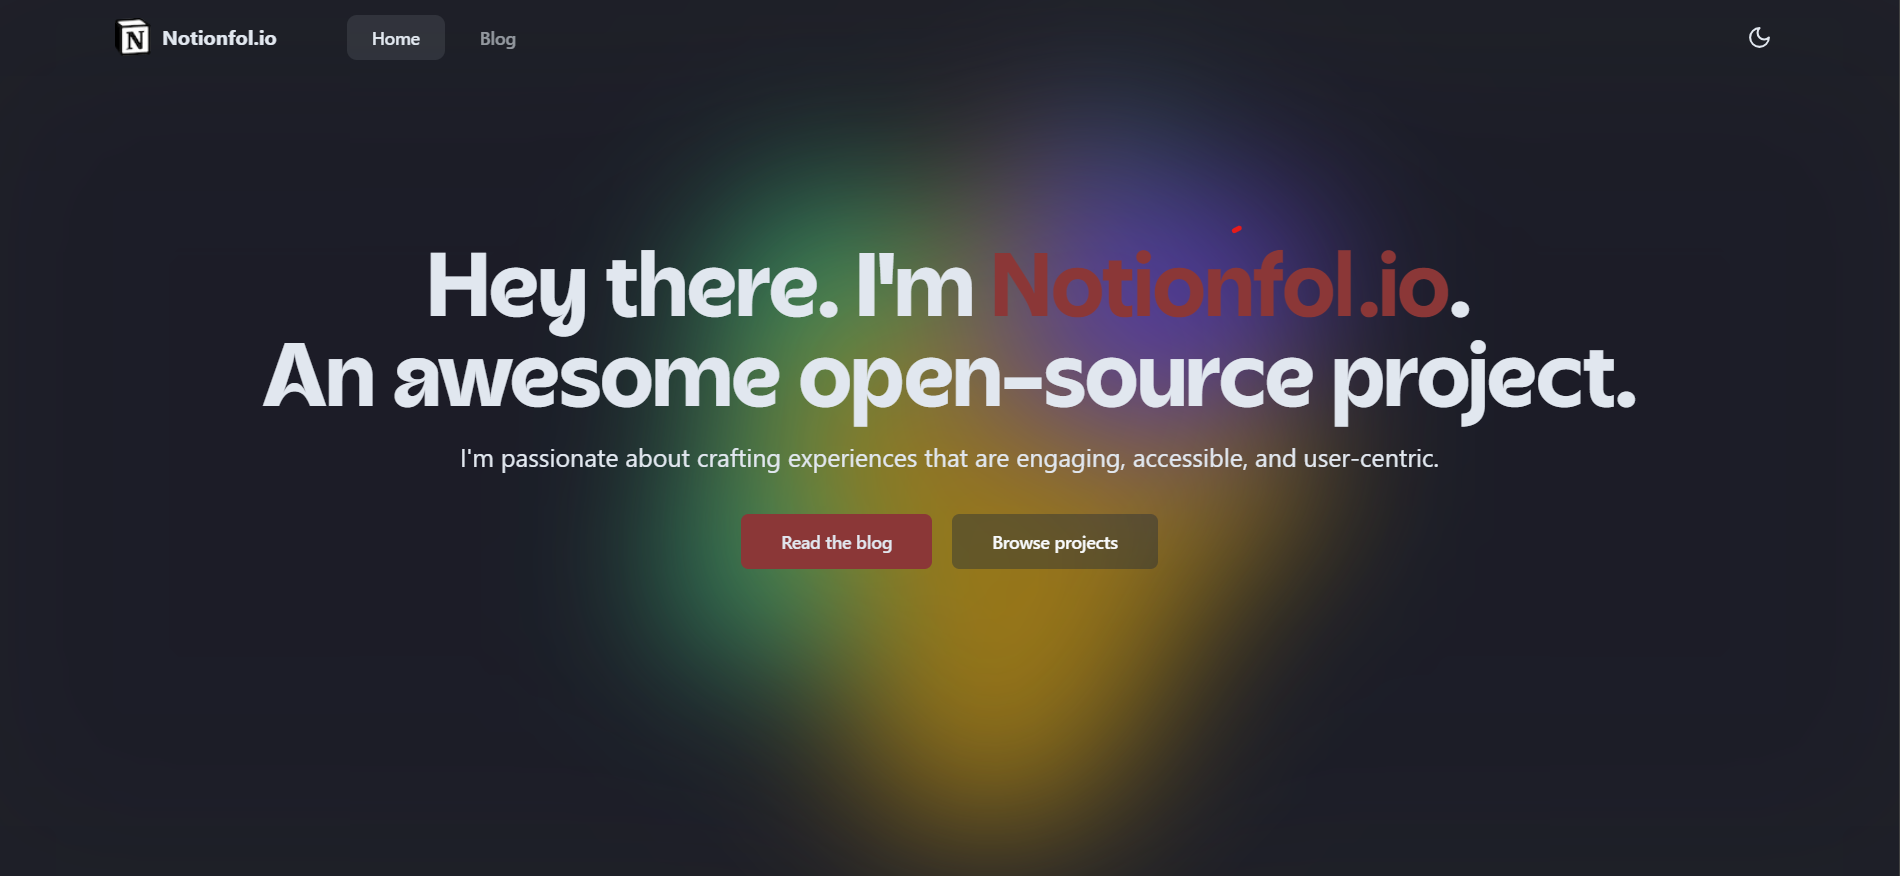 N Notionfol.io
Home
Blog
Hey there. I'm Notionfol.io.
An awesome open-source project.
I'm passionate about crafting experiences that are engaging, accessible, and user-centric.
Read the blog
Browse projects